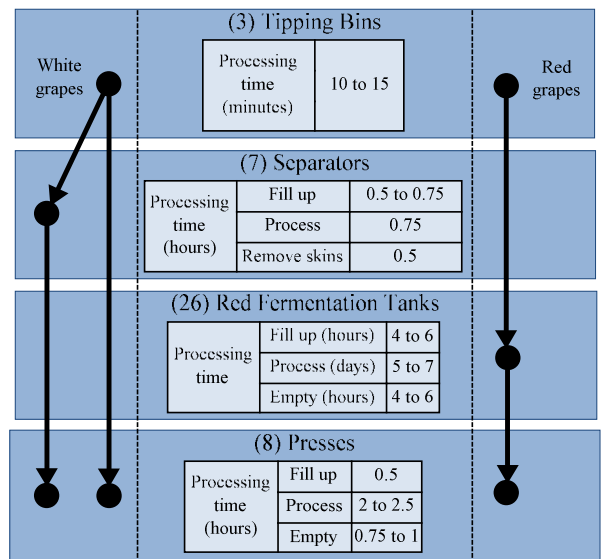 (3) Tipping Bins
White
grapes
Processing
time
(minutes)
10 to 15
Red
grapes
(7) Separators
Processing
time
(hours)
Fill up
0.5 to 0.75
Process
0.75
Remove skins
0.5
(26) Red Fermentation Tanks
Processing
time
Fill up (hours)
4 to 6
Process (days)
5 to 7
Empty (hours)
4 to 6
(8) Presses
Processing
time
(hours)
Fill up
0.5
Process
2 to 2.5
Empty
0.75 to 1